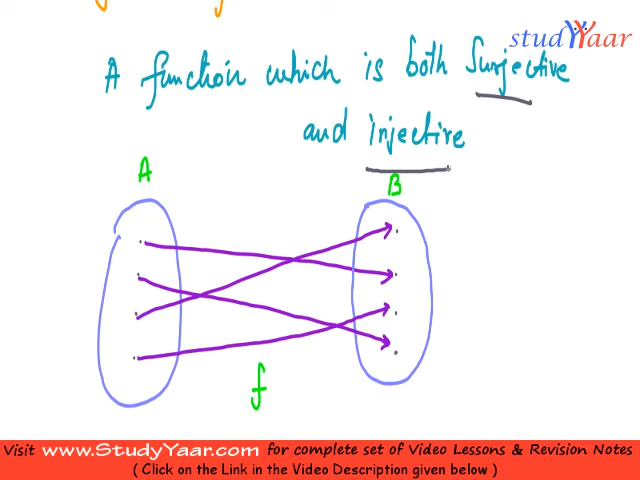 studYYaar
A function which is both Surjective
and injective
A
B
f
Visit www.StudyYaar.com for complete set of Video Lessons & Revision Notes
( Click on the Link in the Video Description given below )